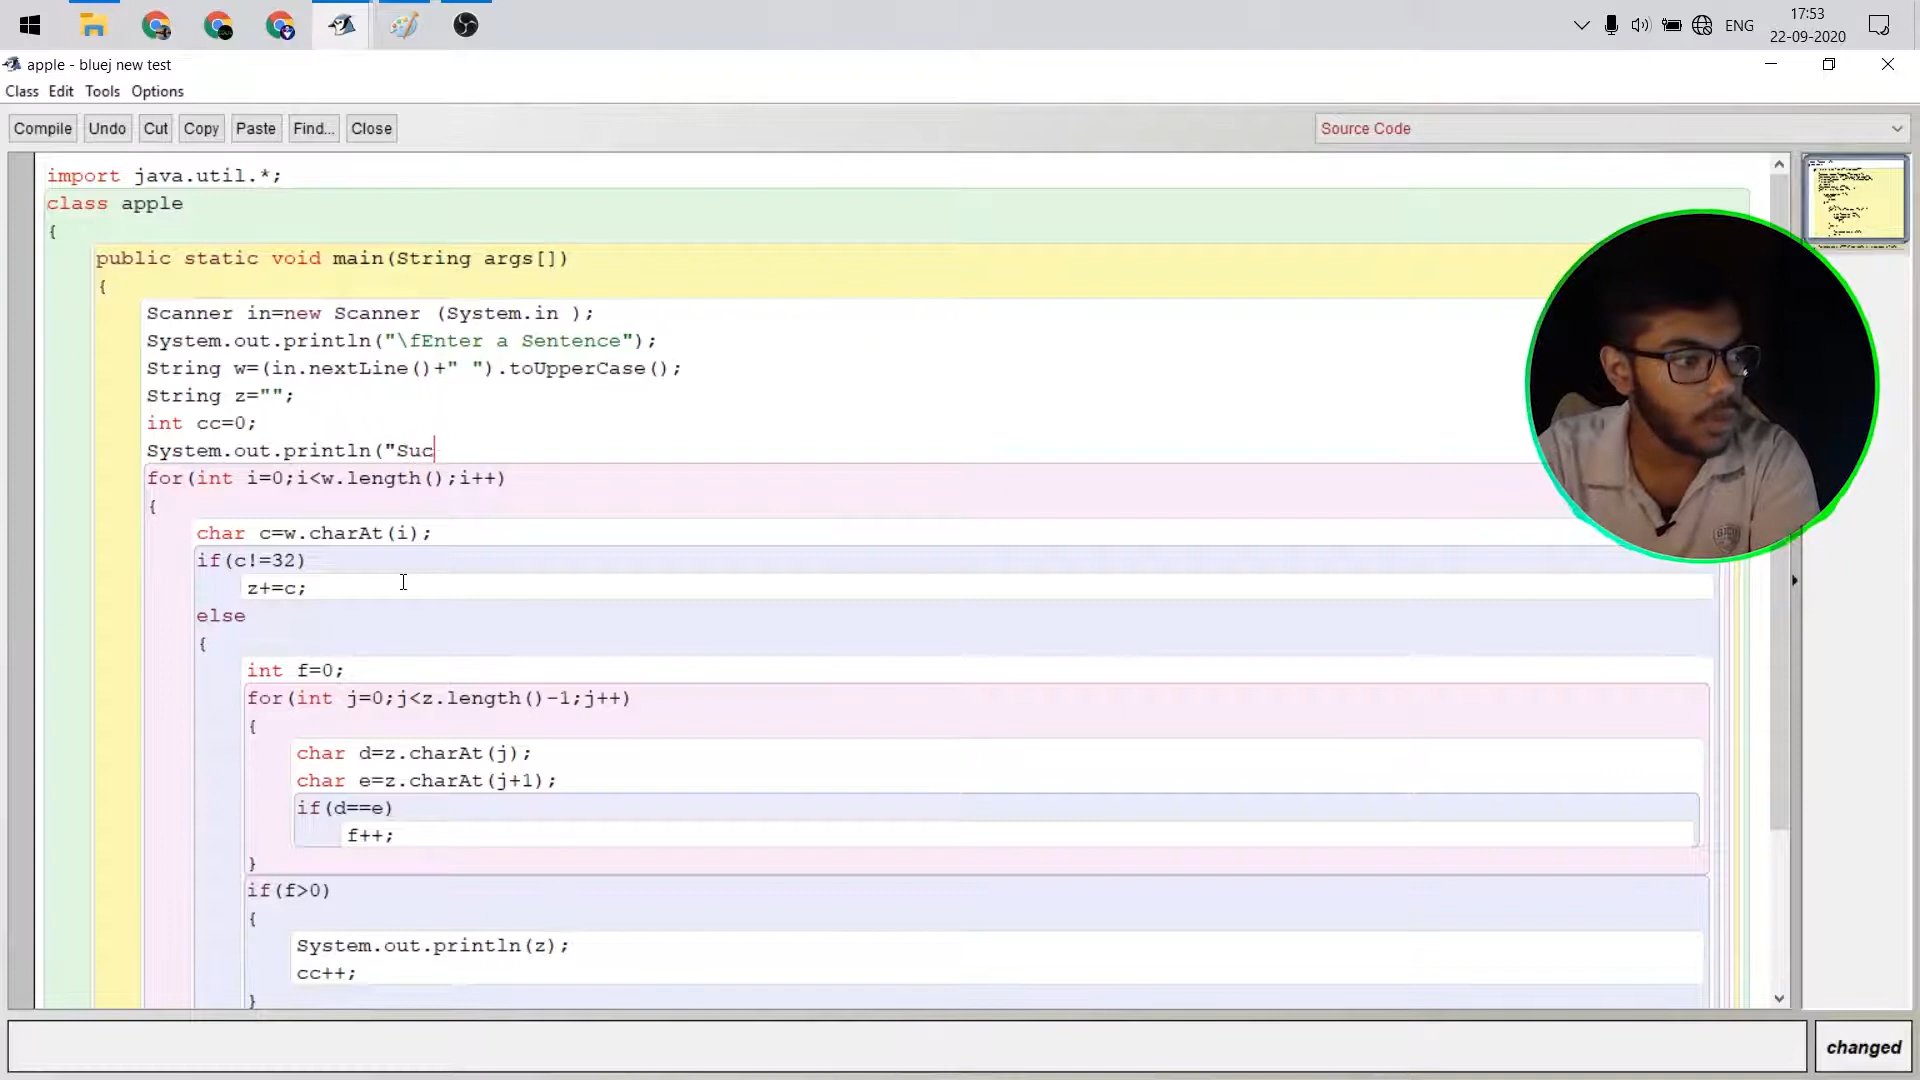 17:53
ENG
22-09-2020
apple - bluej new test
Class Edit Tools Options
Compile Undo Cut Copy Paste Find... Close
Source Code
import java.util.*;
class apple
{
public static void main(String args[])
{
Scanner in=new Scanner (System.in );
System.out.println("\fEnter a Sentence");
String w=(in.nextLine()+" ").toUpperCase();
String z="";
int cc=0;
System.out.println("Suc
for(int i=0;i<w.length();i++)
{
char c=w.charAt(i);
if(c!=32)
z+=c;
else
{
int f=0;
for(int j=0;j<z.length()-1;j++)
{
char d=z.charAt(j);
char e=z.charAt(j+1);
if(d==e)
f++;
}
if(f>0)
{
System.out.println(z);
cc++;
}
changed